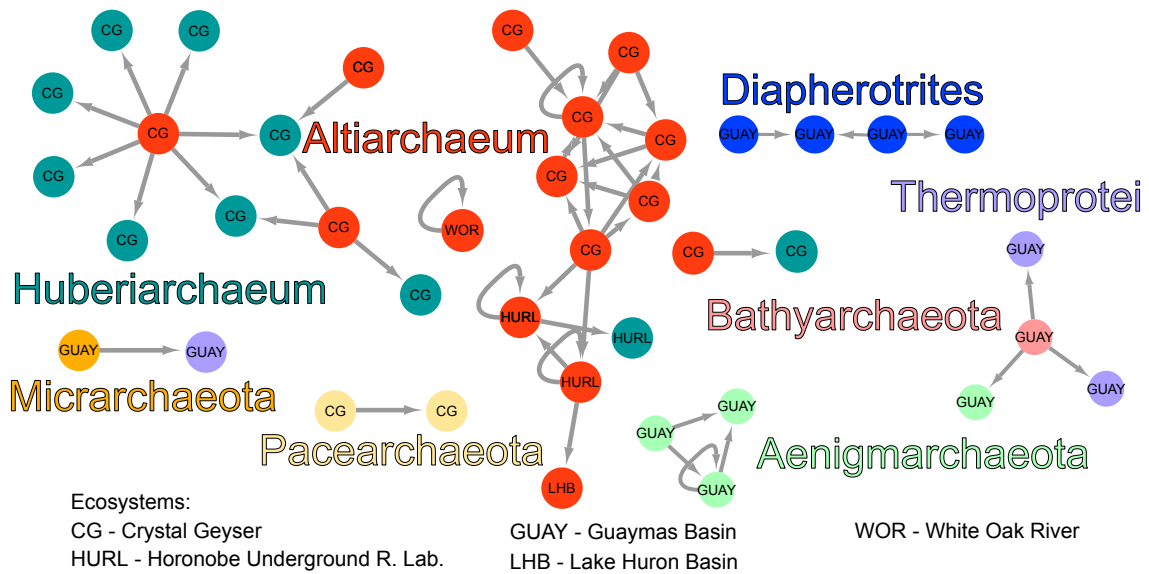 CG
CG
CG
CG
CG
CG
CG
Diapherotrites
CG
CG
CG
Altiarchaeum
CG
GUAY
GUAY
GUAY
GUAY
CG
CG
CG
Thermoprotei
CG
CG
CG
WOR
CG
CG
CG
CG
GUAY
Huberiarchaeum
CG
HURL
HURL
Bathyarchaeota
GUAY
GUAY
GUAY
HURL
GUAY
GUAY
Micrarchaeota
CG
CG
GUAY
GUAY
Pacearchaeota
GUAY
Aenigmarchaeota
LHB
GUAY
Ecosystems:
CG - Crystal Geyser
HURL - Horonobe Underground R. Lab.
GUAY - Guaymas Basin
LHB - Lake Huron Basin
WOR - White Oak River